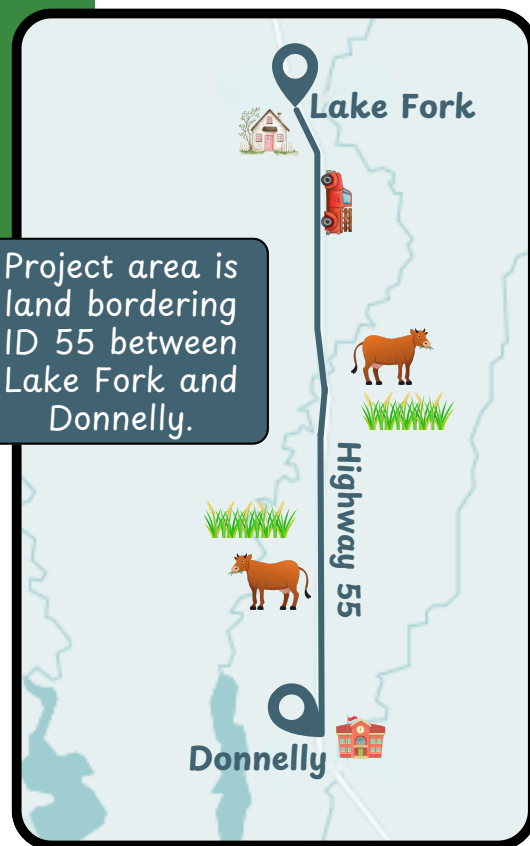 Lake Fork
Project area is
land bordering
ID 55 between
Lake Fork and
Donnelly.
Highway 55
Donnelly